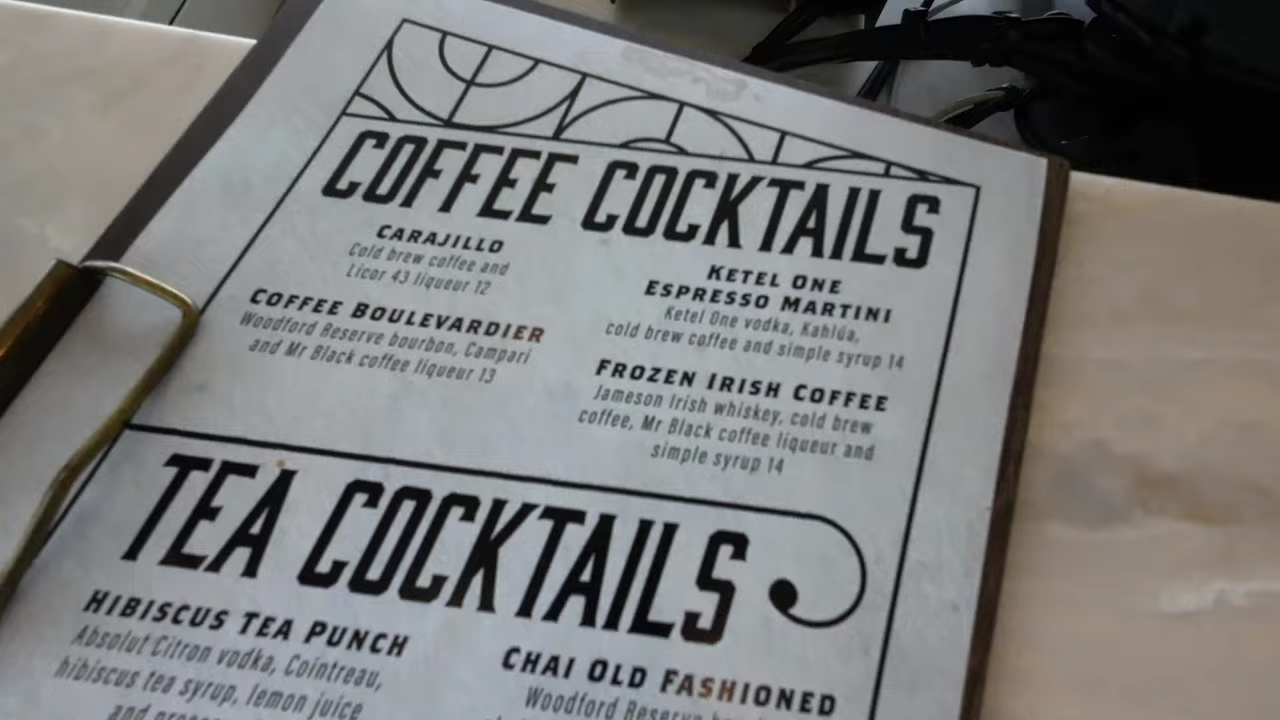 COFFEE COCKTAILS
CARAJILLO
Cold brew coffee and
Licor 43 liqueur 12
COFFEE BOULEVARDIER
Woodford Reserve bourbon, Campari
and Mr Black coffee liqueur 13
KETEL ONE
ESPRESSO MARTINI
Ketel One vodka, Kahlúa,
cold brew coffee and simple syrup 14
FROZEN IRISH COFFEE
Jameson Irish whiskey, cold brew
coffee, Mr Black coffee liqueur and
simple syrup 14
TEA COCKTAILS
HIBISCUS TEA PUNCH
Absolut Citron vodka, Cointreau,
hibiscus tea syrup, lemon juice
and
CHAI OLD FASHIONED
Woodford Reserve